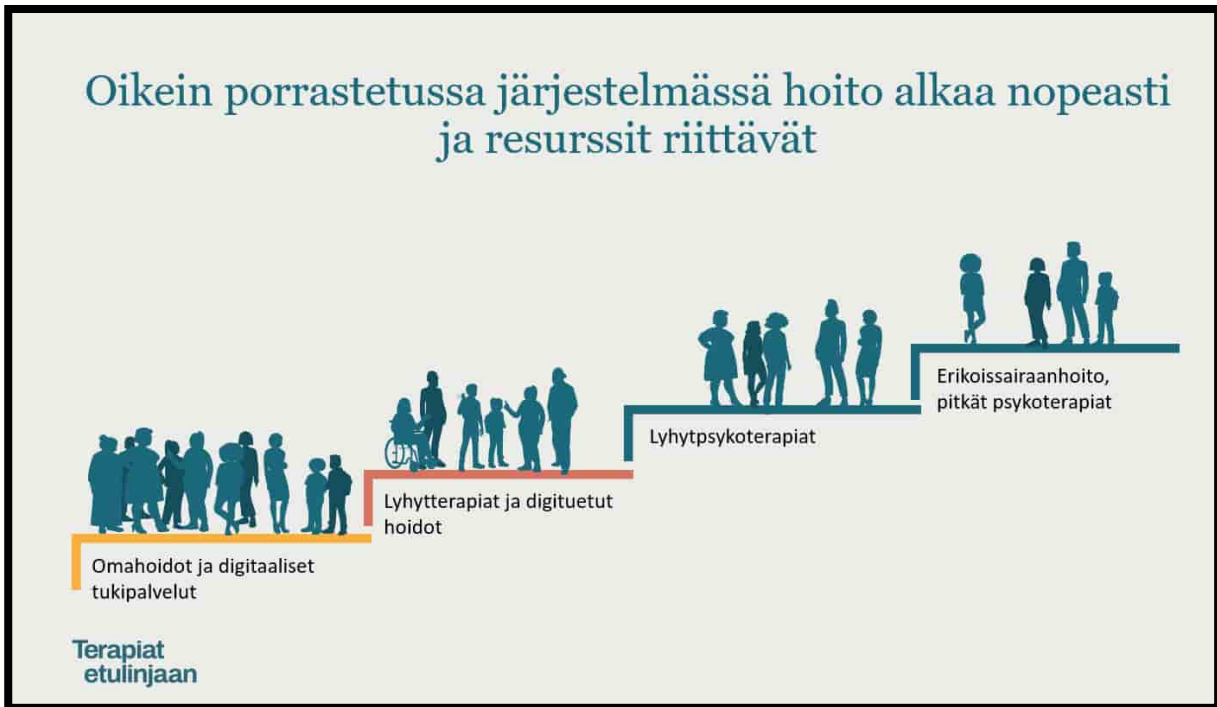 Oikein porrastetussa järjestelmässä hoito alkaa nopeasti
ja resurssit riittävät
Erikoissairaanhoito,
pitkät psykoterapiat
Lyhytpsykoterapiat
Lyhytterapiat ja digituetut
hoidot
Omahoidot ja digitaaliset
tukipalvelut
Terapiat
etulinjaan